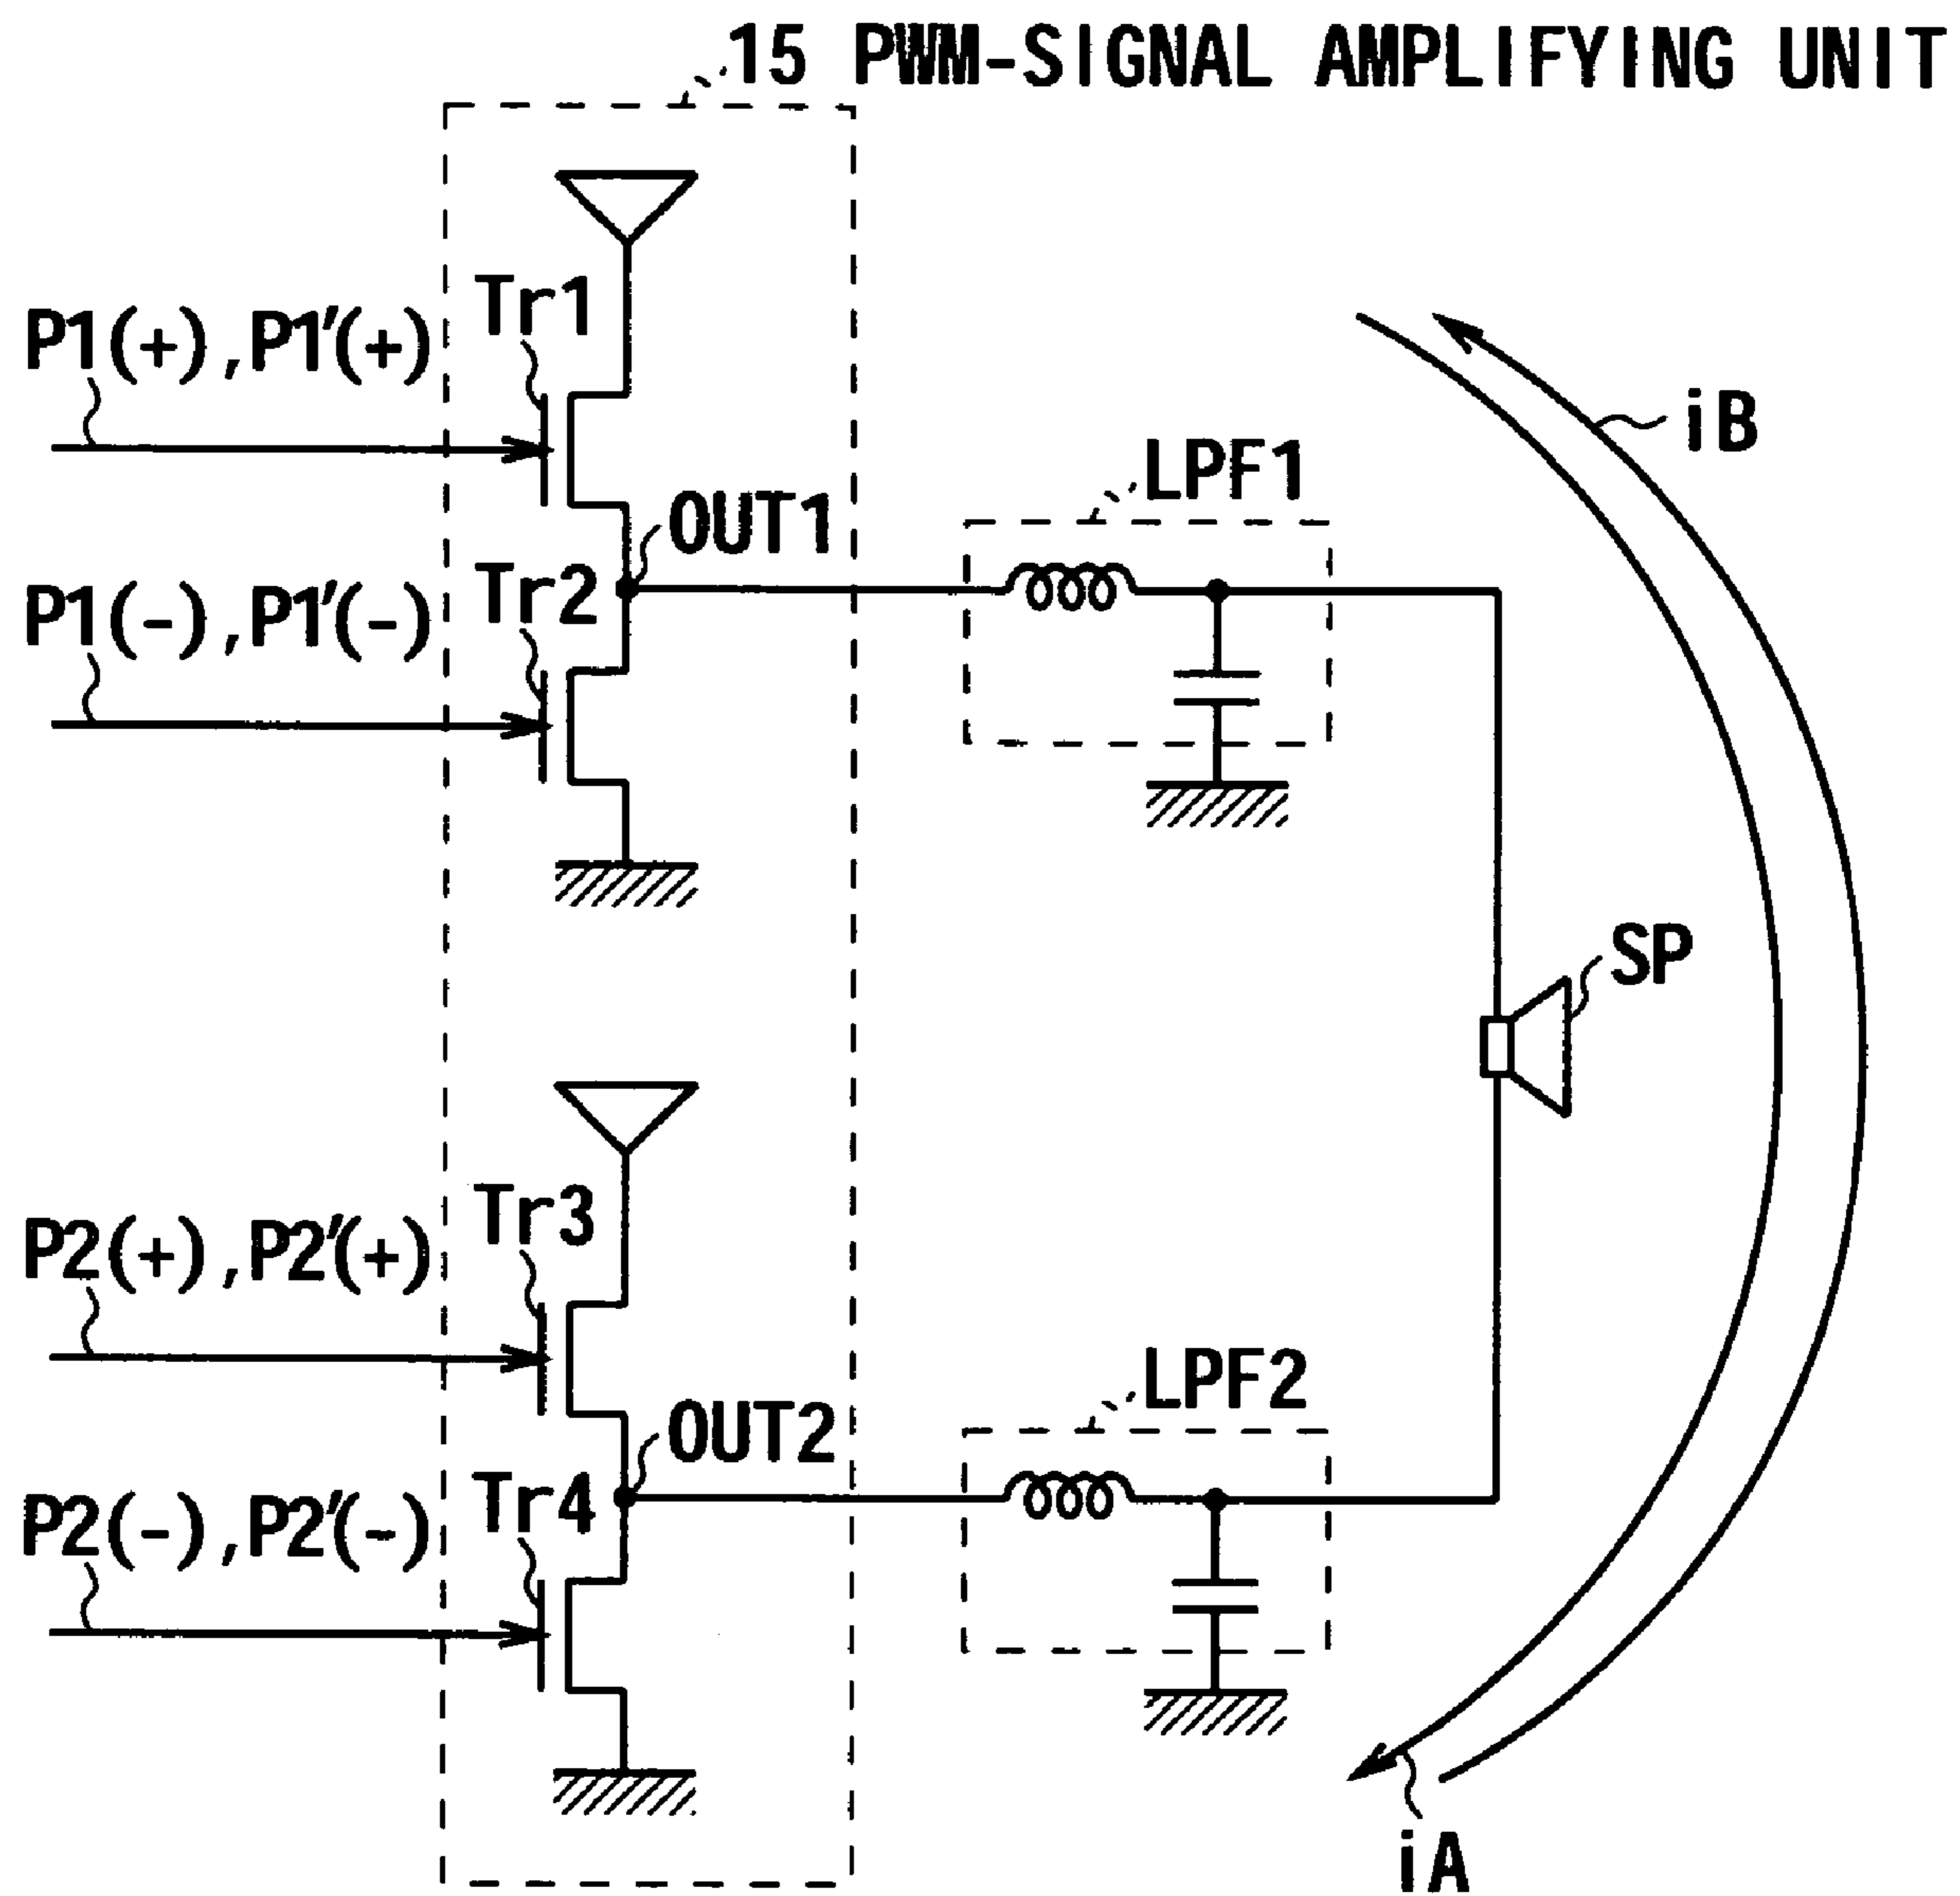 15 PWM-SIGNAL AMPLIFYING UNIT
Tr1
P1(+),P1′(+)
iB
LPF1
OUT1
Tr2
P1(-),P1′(-)
SP
Tr3
P2(+),P2′(+)
LPF2
OUT2
Tr4
P2(-),P2′(-)
iA